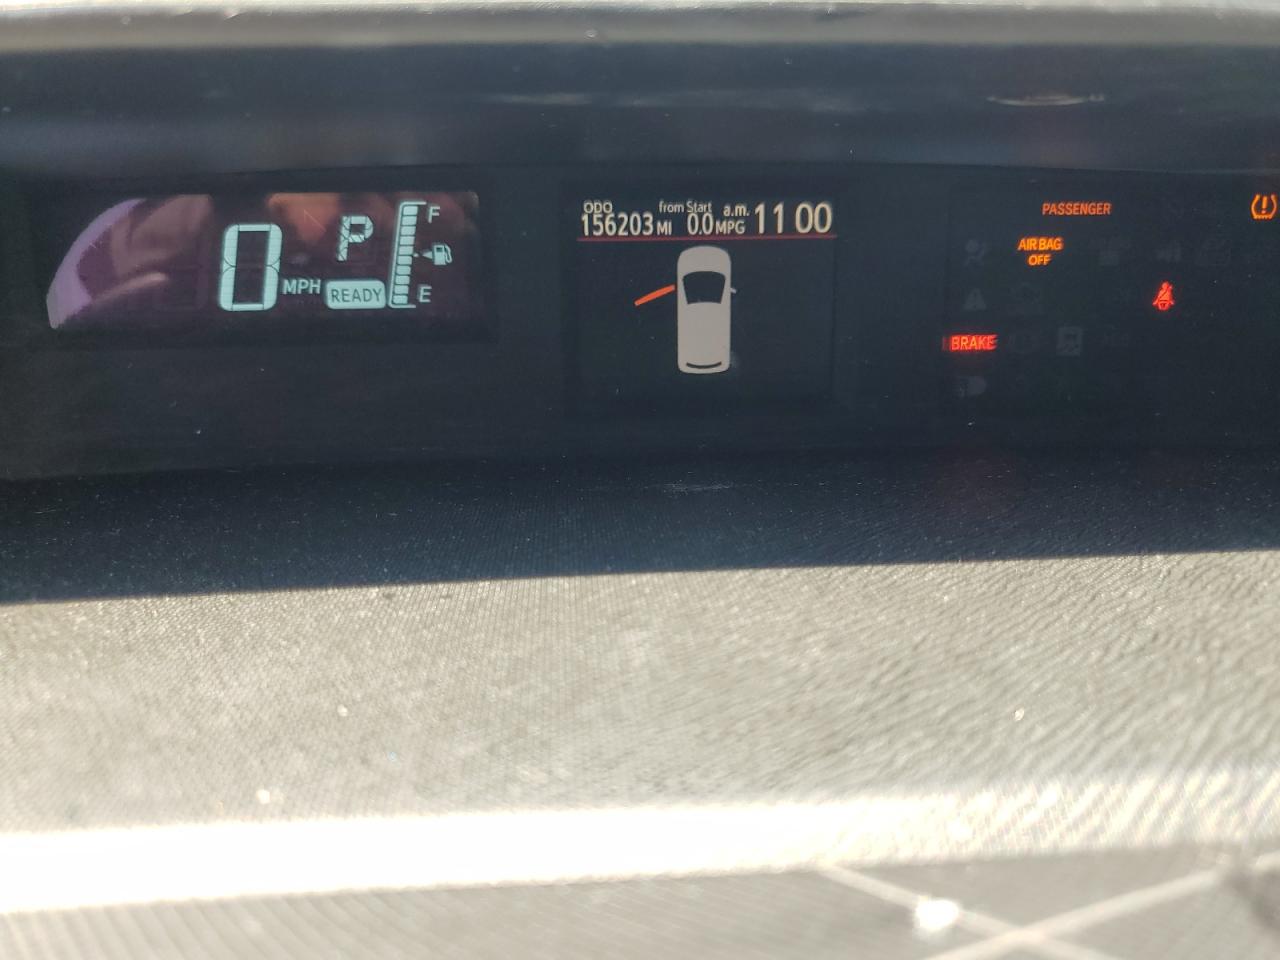 0 MPH
P
READY
F
E
ODO
156203 MI
from Start
0.0 MPG
a.m. 11 00
PASSENGER
AIR BAG
OFF
BRAKE